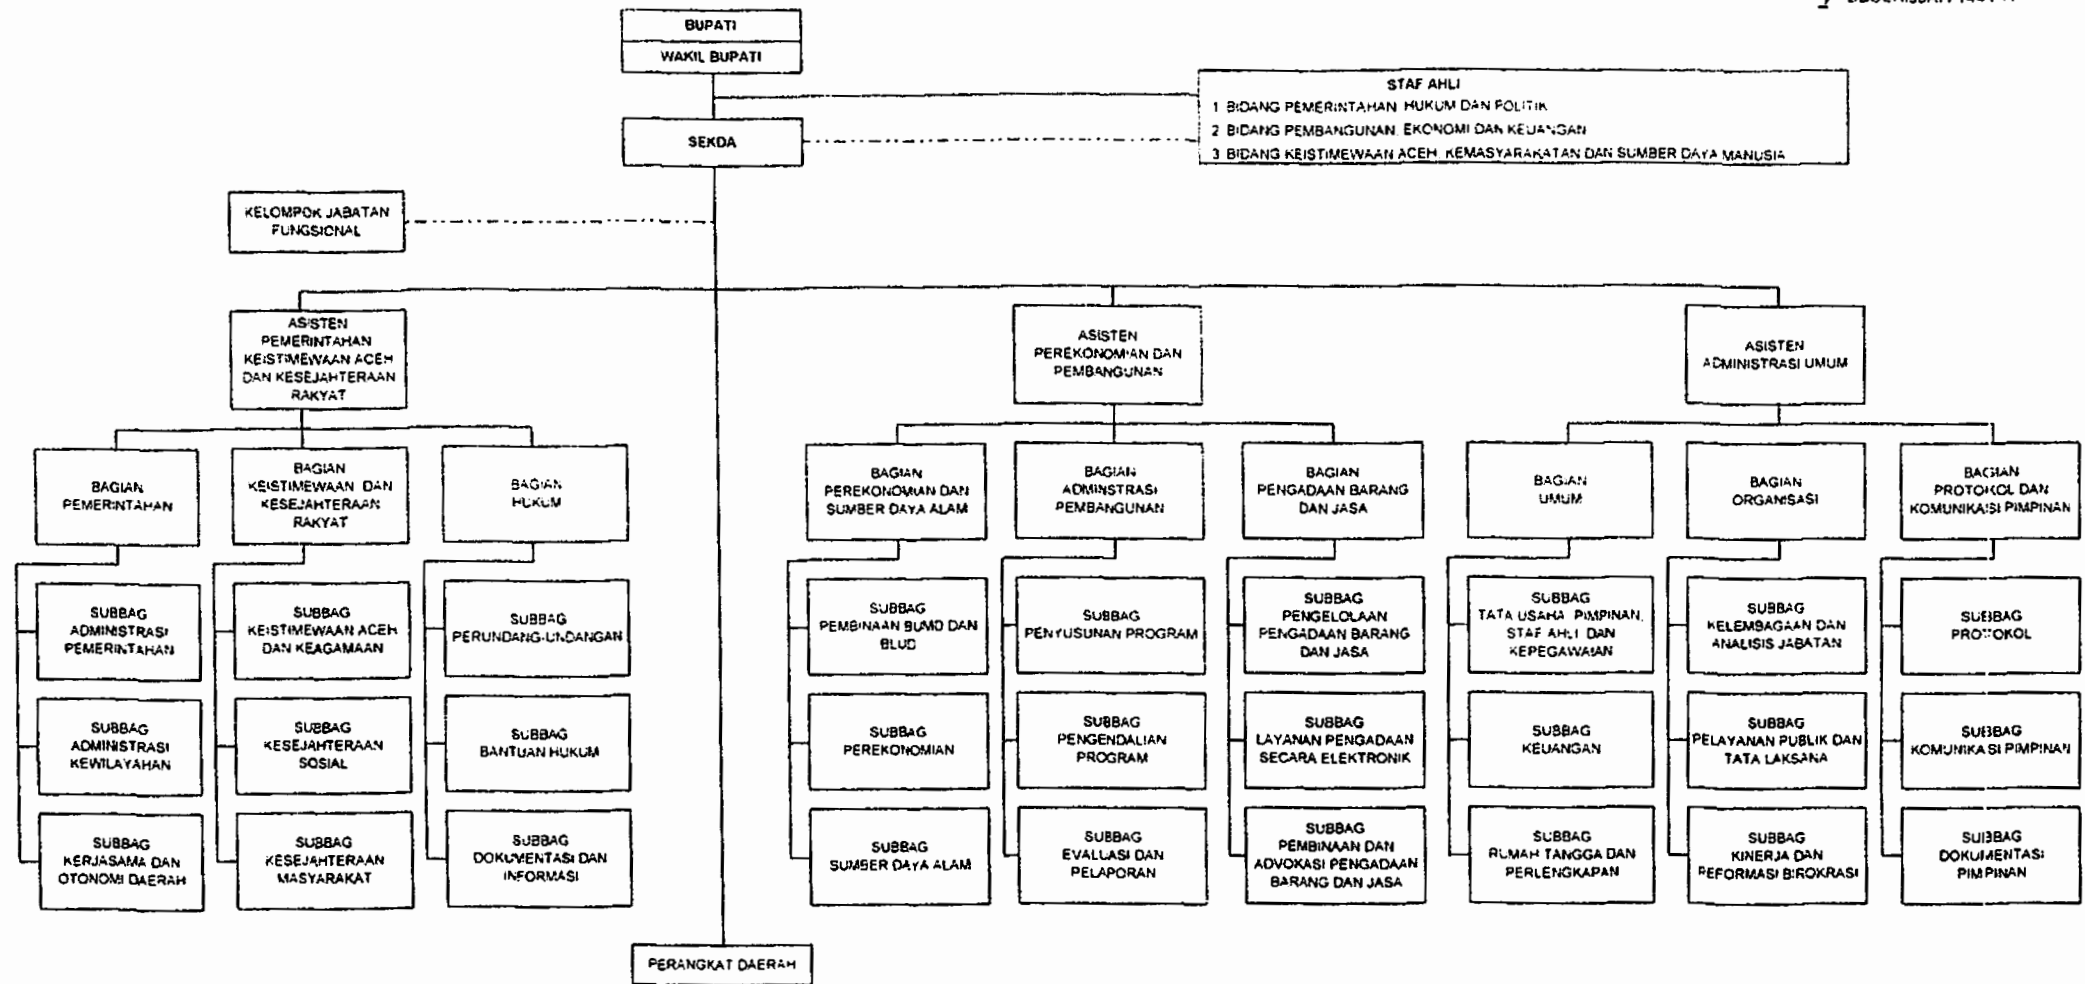 BUPATI
WAKIL BUPATI
STAF AHLI
1 BIDANG PEMERINTAHAN HUKUM DAN POLITIK
2 BIDANG PEMBANGUNAN, EKONOMI DAN KEUANGAN
3 BIDANG KEISTIMEWAAN ACEH, KEMASYARAKATAN DAN SUMBER DAYA MANUSIA
SEKDA
KELOMPOK JABATAN
FUNGSIONAL
ASISTEN
PEMERINTAHAN
KEISTIMEWAAN ACEH
DAN KESEJAHTERAAN
RAKYAT
ASISTEN
PEREKONOMIAN DAN
PEMBANGUNAN
ASISTEN
ADMINISTRASI UMUM
BAGIAN
PEMERINTAHAN
BAGIAN
KEISTIMEWAAN DAN
KESEJAHTERAAN
RAKYAT
BAGIAN
HUKUM
BAGIAN
PEREKONOMIAN DAN
SUMBER DAYA ALAM
BAGIAN
ADMINSTRASI
PEMBANGUNAN
BAGIAN
PENGADAAN BARANG
DAN JASA
BAGIAN
UMUM
BAGIAN
ORGANISASI
BAGIAN
PROTOKOL DAN
KOMUNIKAISI PIMPINAN
SUBBAG
ADMINISTRASI
PEMERINTAHAN
SUBBAG
KEISTIMEWAAN ACEH
DAN KEAGAMAAN
SUBBAG
PERUNDANG-UNDANGAN
SUBBAG
PEMBINAAN BUMD DAN
BLUD
SUBBAG
PENYUSUNAN PROGRAM
SUBBAG
PENGELOLAAN
PENGADAAN BARANG
DAN JASA
SUBBAG
TATA USAHA PIMPINAN,
STAF AHLI DAN
KEPEGAWAIAN
SUBBAG
KELEMBAGAAN DAN
ANALISIS JABATAN
SUBBAG
PROTOKOL
SUBBAG
ADMINISTRASI
KEWILAYAHAN
SUBBAG
KESEJAHTERAAN
SOSIAL
SUBBAG
BANTUAN HUKUM
SUBBAG
PEREKONOMIAN
SUBBAG
PENGENDALIAN
PROGRAM
SUBBAG
LAYANAN PENGADAAN
SECARA ELEKTRONIK
SUBBAG
KEUANGAN
SUBBAG
PELAYANAN PUBLIK DAN
TATA LAKSANA
SUBBAG
KOMUNIKASI PIMPINAN
SUBBAG
KERJASAMA DAN
OTONOMI DAERAH
SUBBAG
KESEJAHTERAAN
MASYARAKAT
SUBBAG
DOKUMENTASI DAN
INFORMASI
SUBBAG
SUMBER DAYA ALAM
SUBBAG
EVALUASI DAN
PELAPORAN
SUBBAG
PEMBINAAN DAN
ADVOKASI PENGADAAN
BARANG DAN JASA
SUBBAG
RUMAH TANGGA DAN
PERLENGKAPAN
SUBBAG
KINERJA DAN
REFORMASI BIROKRASI
SUBBAG
DOKUMENTASI
PIMPINAN
PERANGKAT DAERAH